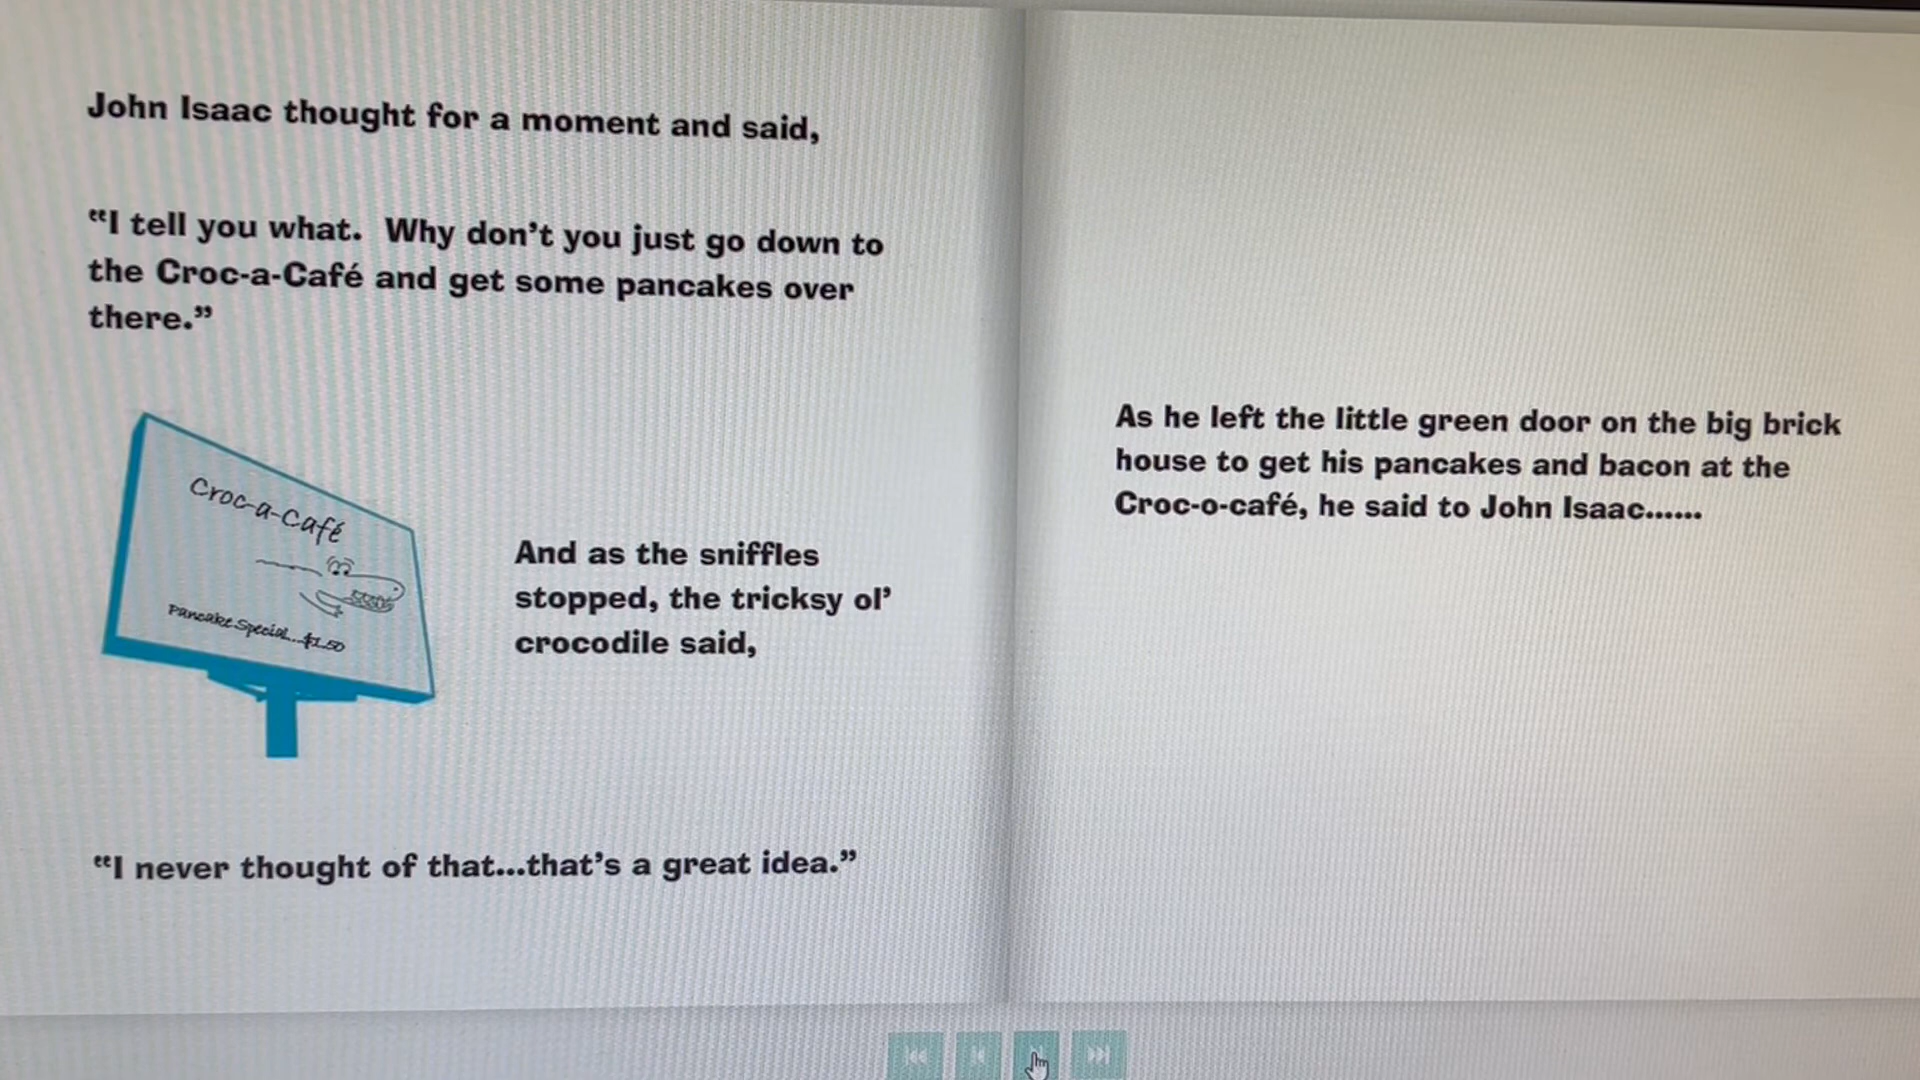 John Isaac thought for a moment and said,
“I tell you what.  Why don’t you just go down to
the Croc-a-Café and get some pancakes over
there.”
Croc-a-Café
Pancake Special...$1.50
And as the sniffles
stopped, the tricksy ol’
crocodile said,
“I never thought of that...that’s a great idea.”
As he left the little green door on the big brick
house to get his pancakes and bacon at the
Croc-o-café, he said to John Isaac......